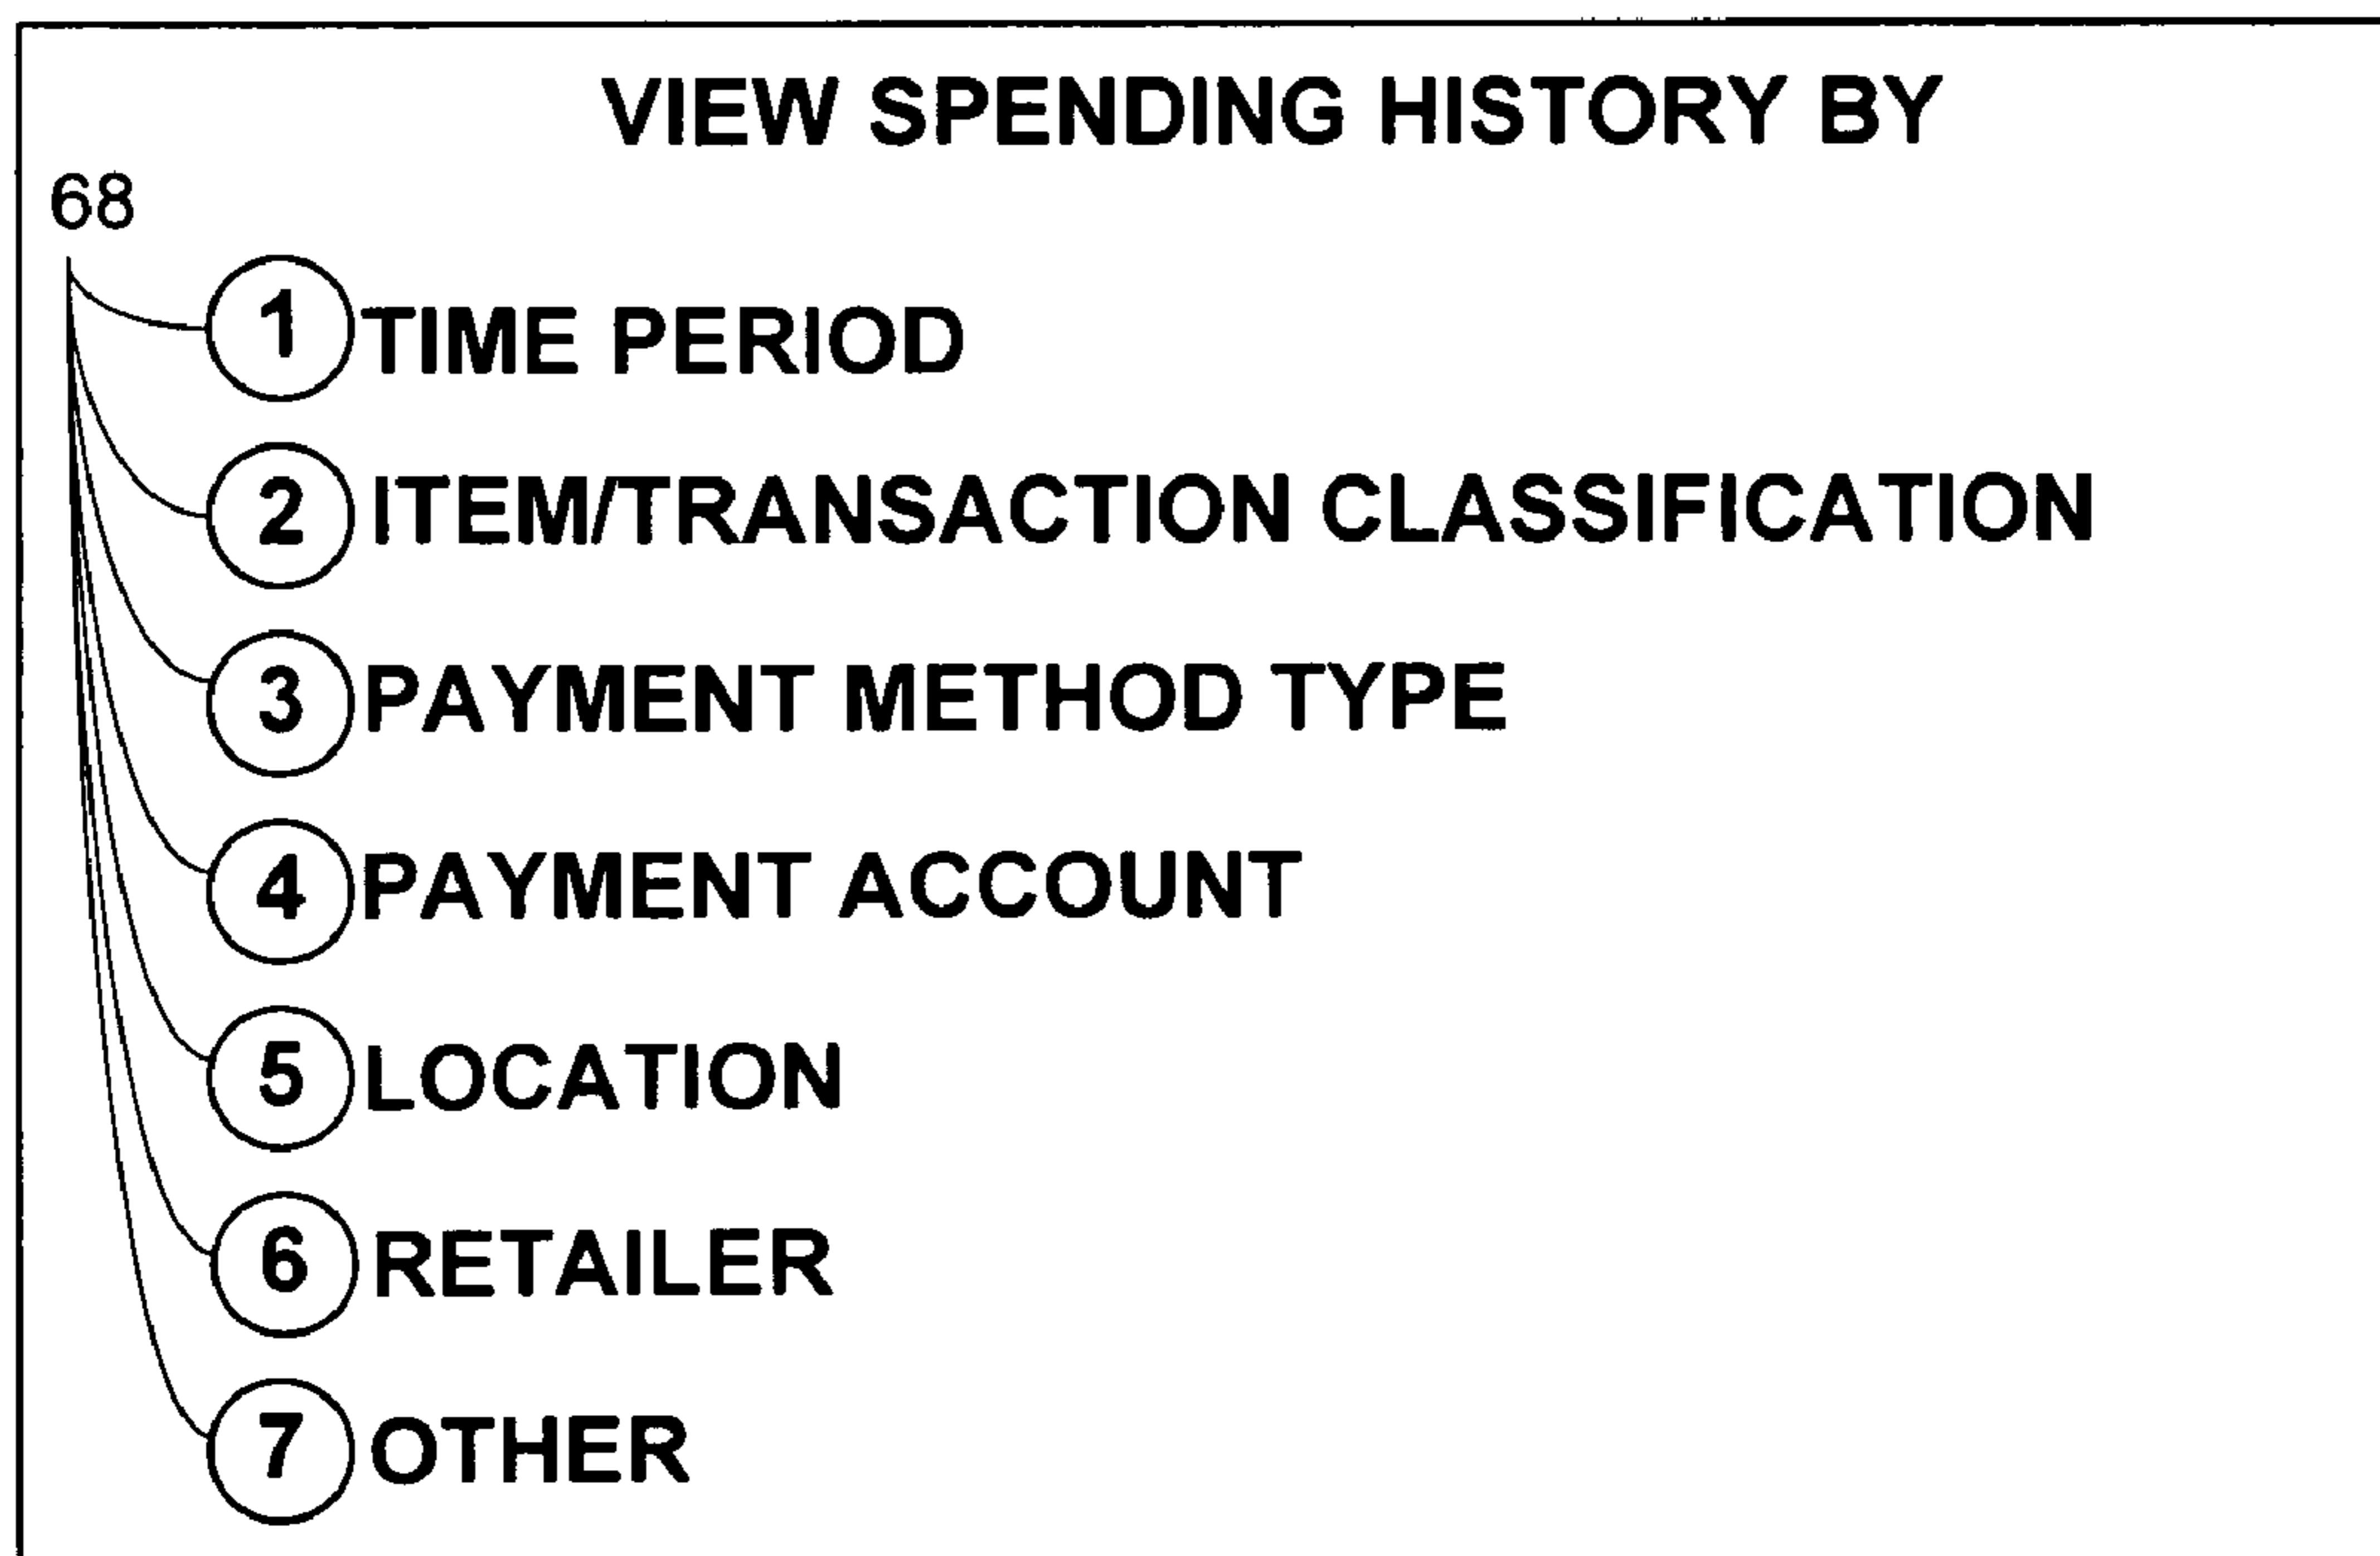 VIEW SPENDING HISTORY BY
68
1 TIME PERIOD
2 ITEM/TRANSACTION CLASSIFICATION
3 PAYMENT METHOD TYPE
4 PAYMENT ACCOUNT
5 LOCATION
6 RETAILER
7 OTHER